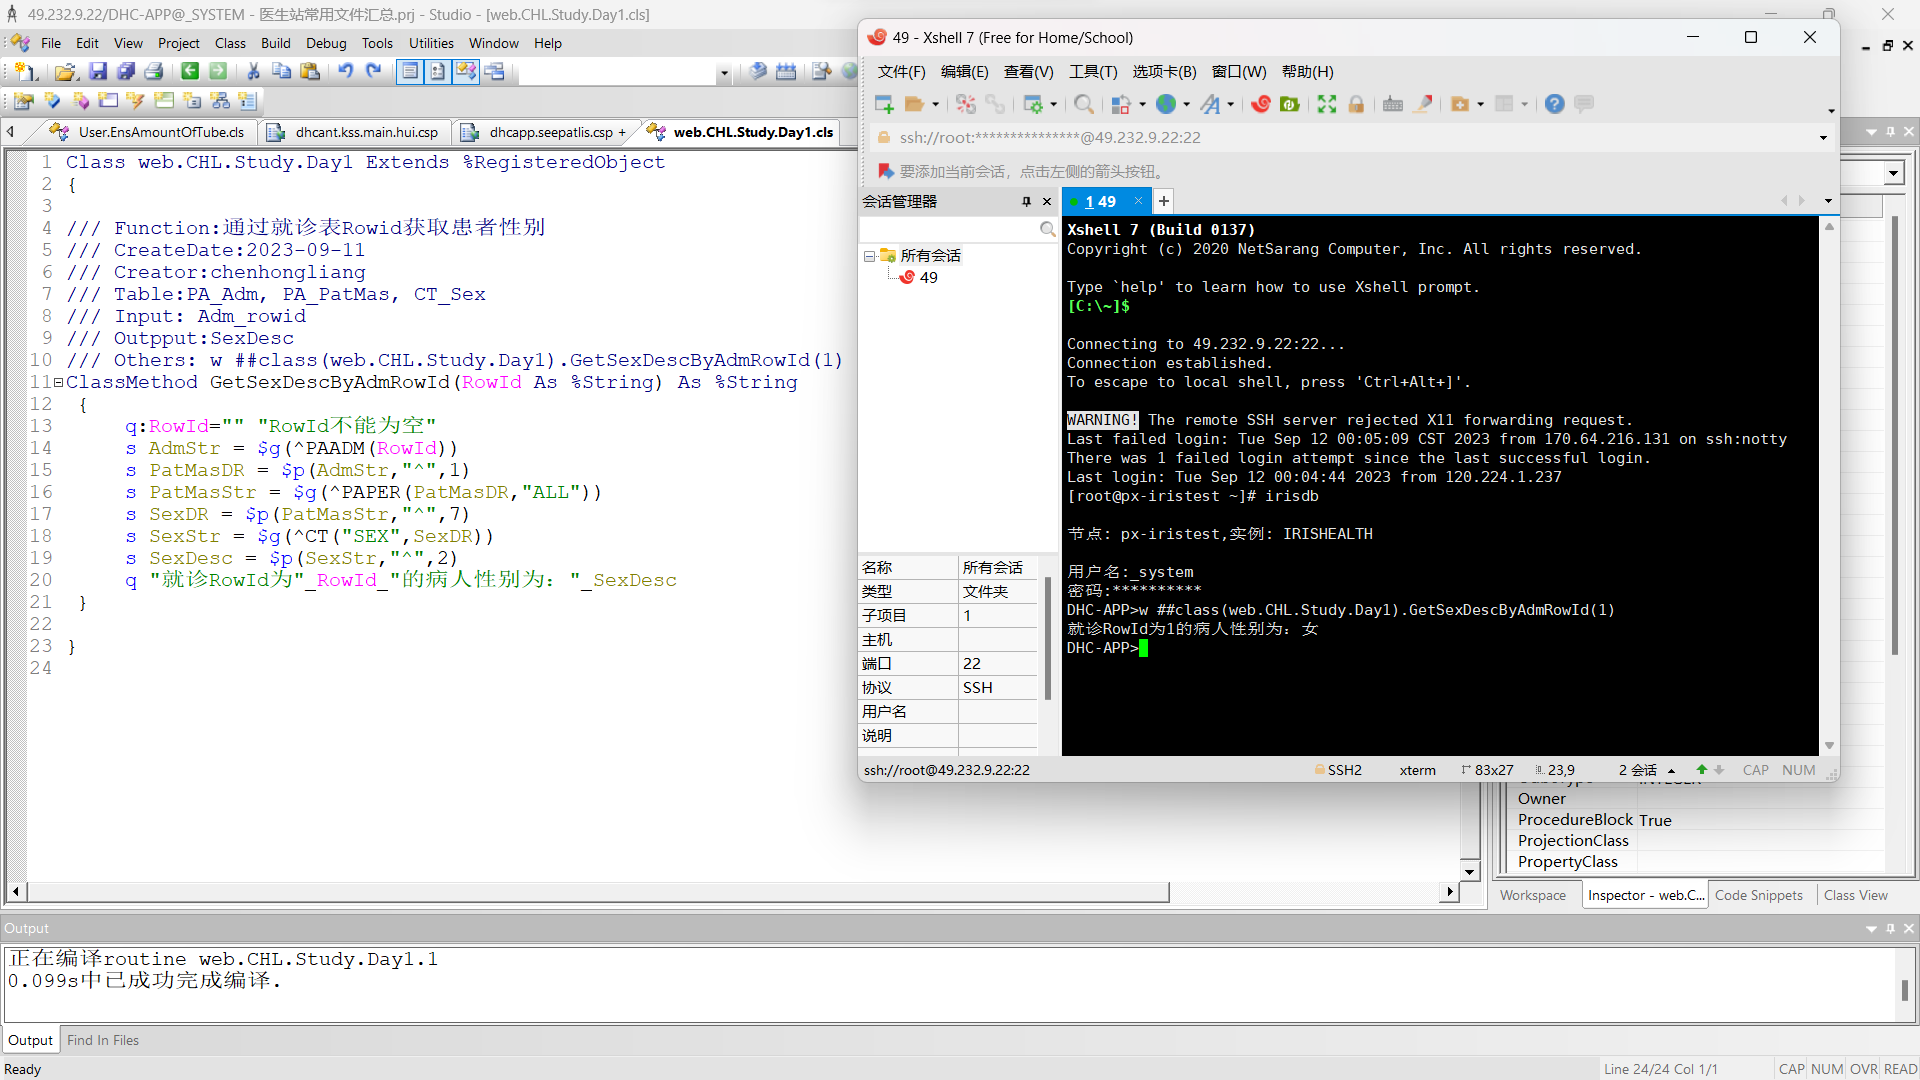 49.232.9.22/DHC-APP@_SYSTEM - 医生站常用文件汇总.prj - Studio - [web.CHL.Study.Day1.cls]
File Edit View Project Class Build Debug Tools Utilities Window Help
User.EnsAmountOfTube.cls dhcant.kss.main.hui.csp dhcapp.seepatlis.csp + web.CHL.Study.Day1.cls
1 Class web.CHL.Study.Day1 Extends %RegisteredObject
2 {
3
4 /// Function:通过就诊表Rowid获取患者性别
5 /// CreateDate:2023-09-11
6 /// Creator:chenhongliang
7 /// Table:PA_Adm, PA_PatMas, CT_Sex
8 /// Input: Adm_rowid
9 /// Outpput:SexDesc
10 /// Others: w ##class(web.CHL.Study.Day1).GetSexDescByAdmRowId(1)
11 ClassMethod GetSexDescByAdmRowId(RowId As %String) As %String
12 {
13 q:RowId="" "RowId不能为空"
14 s AdmStr = $g(^PAADM(RowId))
15 s PatMasDR = $p(AdmStr,"^",1)
16 s PatMasStr = $g(^PAPER(PatMasDR,"ALL"))
17 s SexDR = $p(PatMasStr,"^",7)
18 s SexStr = $g(^CT("SEX",SexDR))
19 s SexDesc = $p(SexStr,"^",2)
20 q "就诊RowId为"_RowId_"的病人性别为: "_SexDesc
21 }
22
23 }
24
49 - Xshell 7 (Free for Home/School)
文件(F) 编辑(E) 查看(V) 工具(T) 选项卡(B) 窗口(W) 帮助(H)
ssh://root:***************@49.232.9.22:22
要添加当前会话，点击左侧的箭头按钮。
会话管理器
1 49
所有会话
49
名称 所有会话
类型 文件夹
子项目 1
主机
端口 22
协议 SSH
用户名
说明
Xshell 7 (Build 0137)
Copyright (c) 2020 NetSarang Computer, Inc. All rights reserved.
Type `help' to learn how to use Xshell prompt.
[C:\~]$
Connecting to 49.232.9.22:22...
Connection established.
To escape to local shell, press 'Ctrl+Alt+]'.
WARNING! The remote SSH server rejected X11 forwarding request.
Last failed login: Tue Sep 12 00:05:09 CST 2023 from 170.64.216.131 on ssh:notty
There was 1 failed login attempt since the last successful login.
Last login: Tue Sep 12 00:04:44 2023 from 120.224.1.237
[root@px-iristest ~]# irisdb
节点: px-iristest,实例: IRISHEALTH
用户名:_system
密码:**********
DHC-APP>w ##class(web.CHL.Study.Day1).GetSexDescByAdmRowId(1)
就诊RowId为1的病人性别为: 女
DHC-APP>
ssh://root@49.232.9.22:22 SSH2 xterm 83x27 23,9 2 会话 CAP NUM
Owner
ProcedureBlock True
ProjectionClass
PropertyClass
Workspace Inspector - web.C... Code Snippets Class View
Output
正在编译routine web.CHL.Study.Day1.1
0.099s中已成功完成编译.
Output Find In Files
Ready Line 24/24 Col 1/1 CAP NUM OVR READ